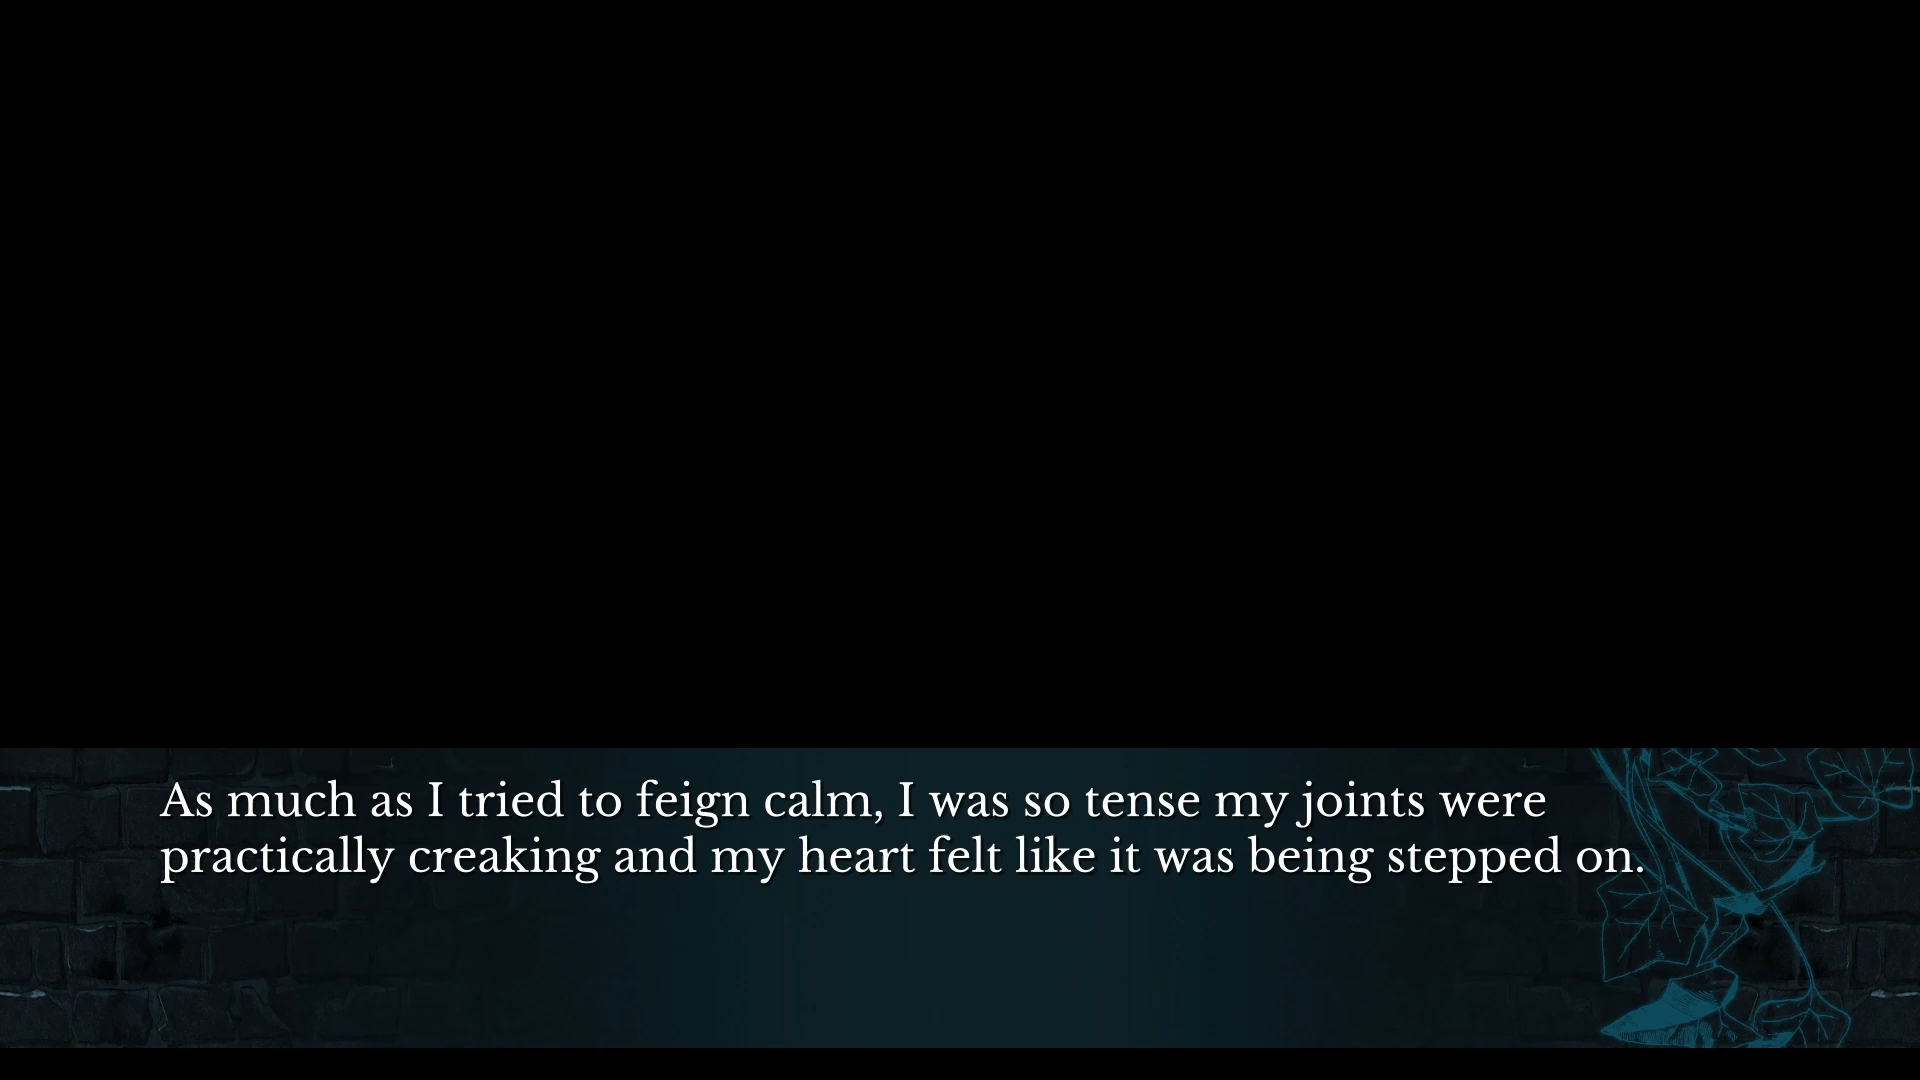 As much as I tried to feign calm, I was so tense my joints were
practically creaking and my heart felt like it was being stepped on.